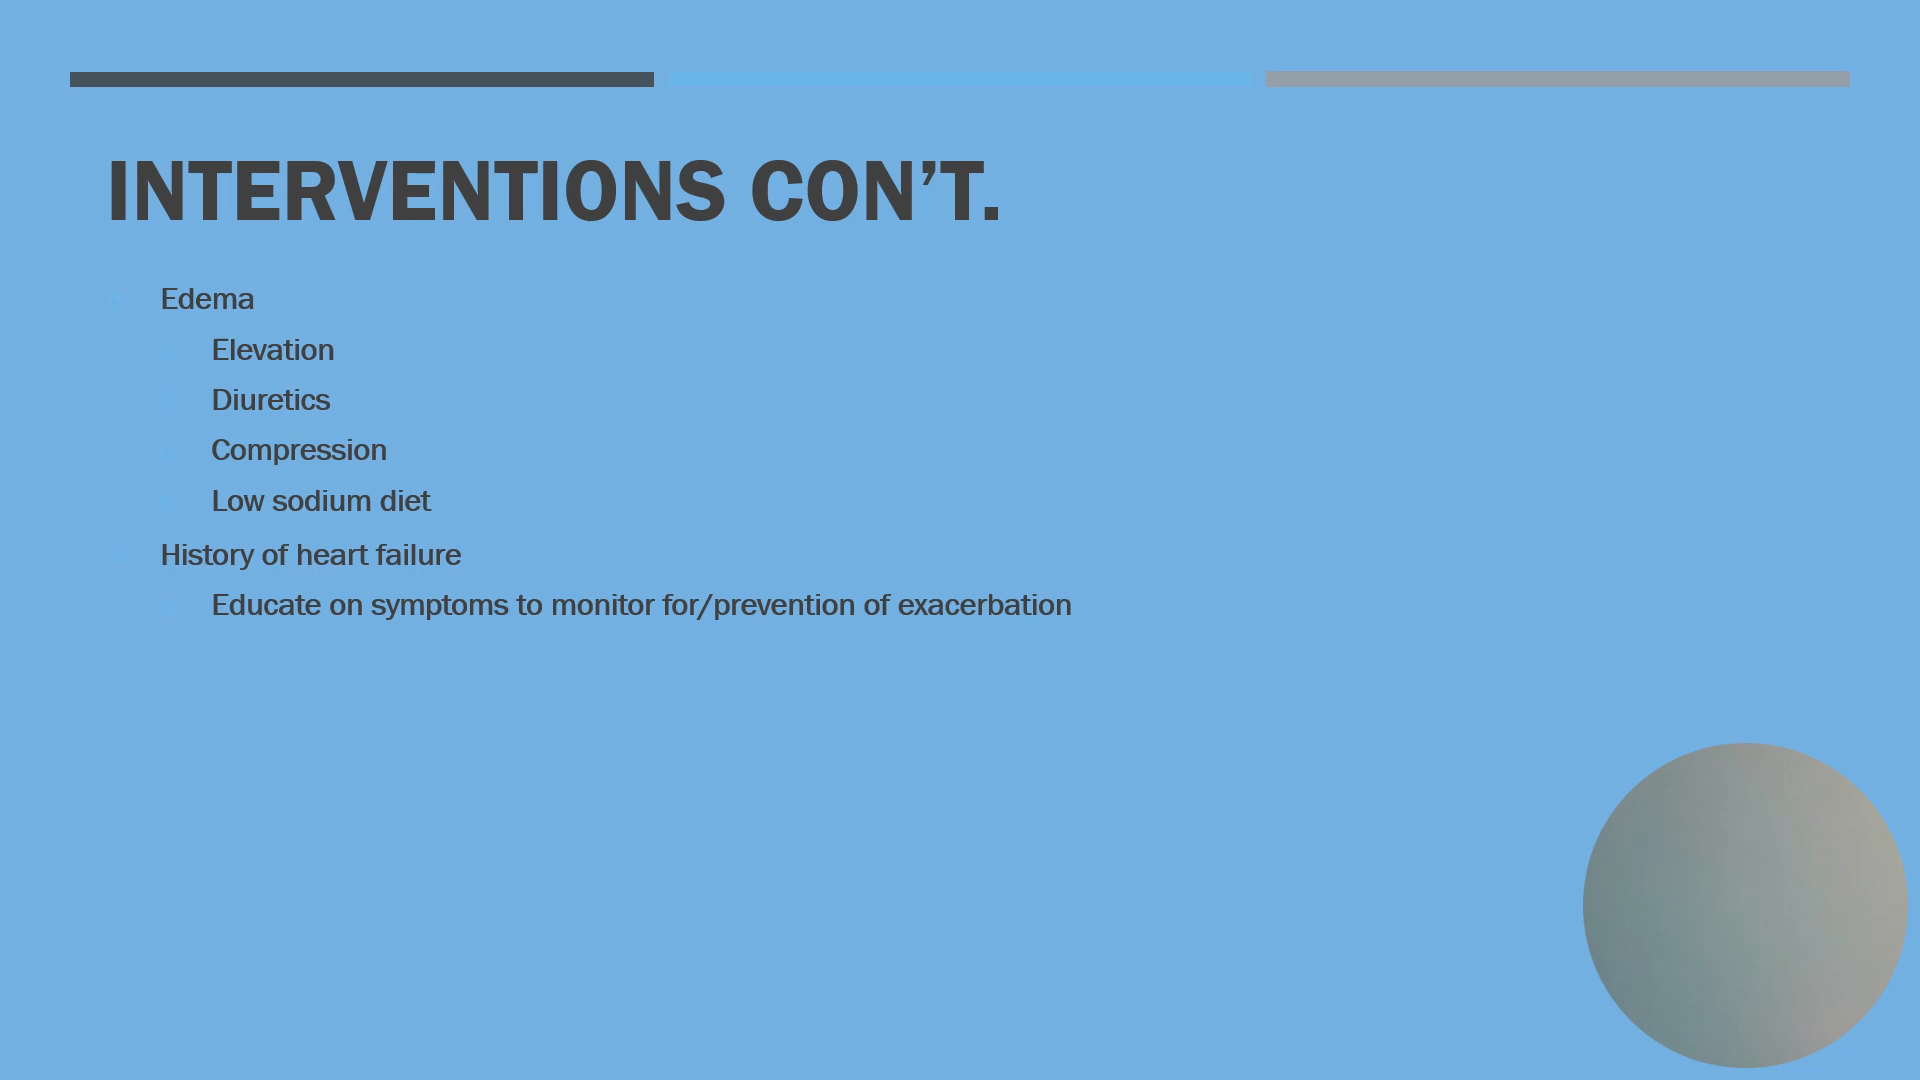 INTERVENTIONS CON’T.
Edema
Elevation
Diuretics
Compression
Low sodium diet
History of heart failure
Educate on symptoms to monitor for/prevention of exacerbation